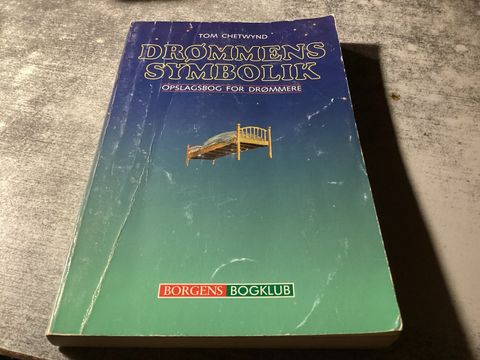 TOM CHETWYND
DRØMMENS
SYMBOLIK
OPSLAGSBOG FOR DRØMMERE
BORGENS BOGKLUB